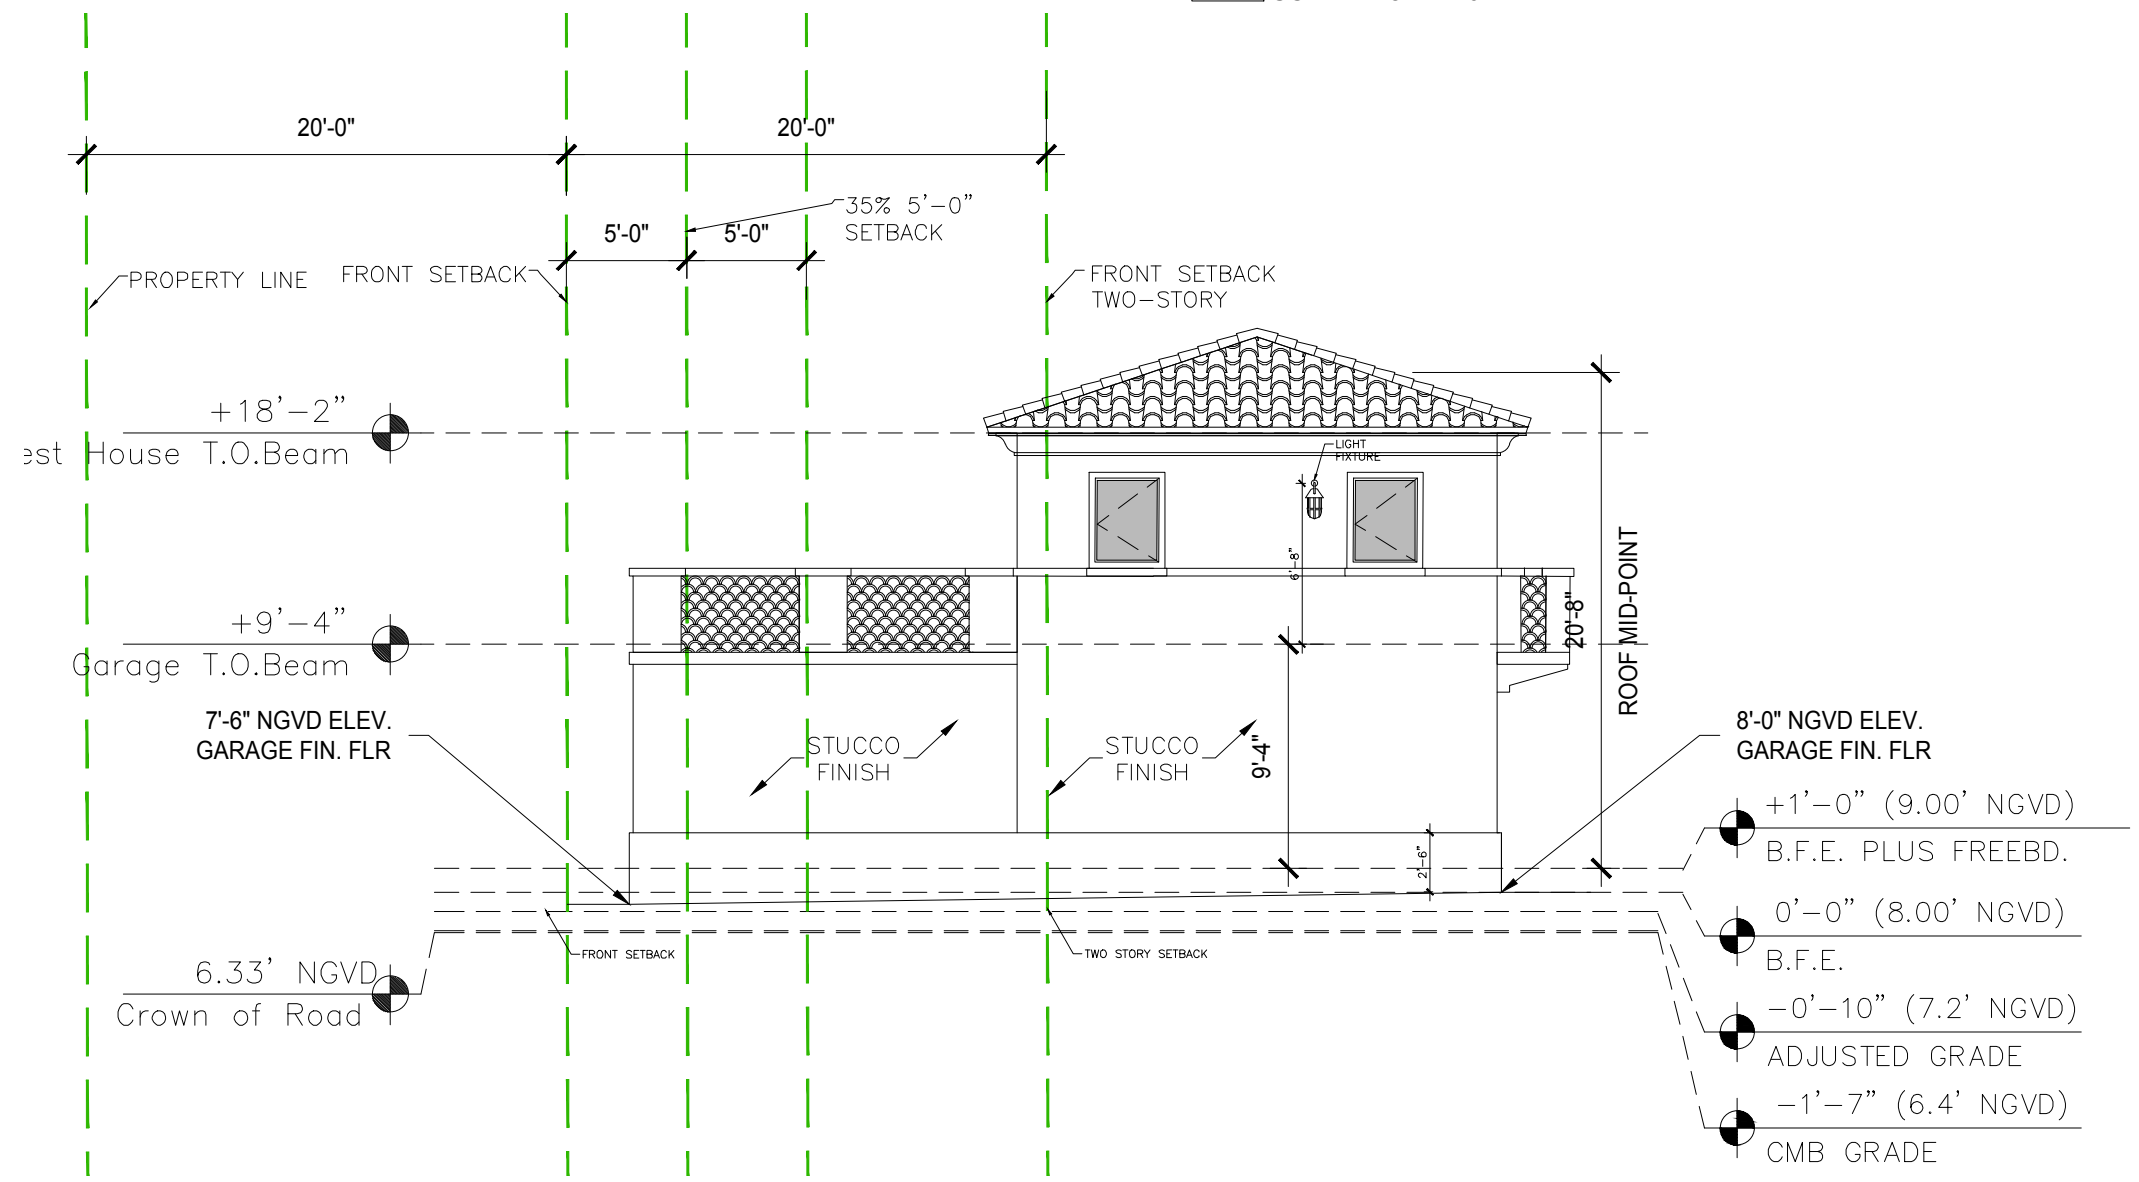 20'-0"
20'-0"
35% 5'-0"
SETBACK
5'-0"
5'-0"
PROPERTY LINE
FRONT SETBACK
FRONT SETBACK
TWO-STORY
+18'-2"
House T.O.Beam
LIGHT
FIXTURE
6'-8"
+9'-4"
Garage T.O.Beam
20'-8"
ROOF MID-POINT
7'-6" NGVD ELEV.
GARAGE FIN. FLR
STUCCO
FINISH
STUCCO
FINISH
9'-4"
8'-0" NGVD ELEV.
GARAGE FIN. FLR
+1'-0" (9.00' NGVD)
B.F.E. PLUS FREEBD.
2'-6"
0'-0" (8.00' NGVD)
B.F.E.
FRONT SETBACK
TWO STORY SETBACK
6.33' NGVD
Crown of Road
-0'-10" (7.2' NGVD)
ADJUSTED GRADE
-1'-7" (6.4' NGVD)
CMB GRADE